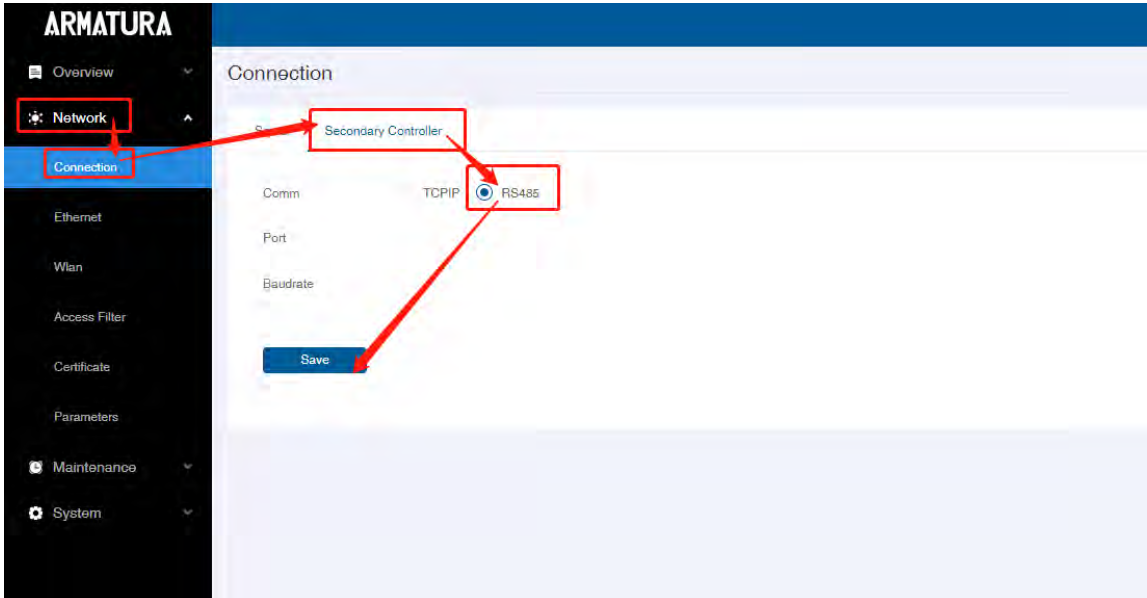 ARMATURA
Overview
Network
Connection
Ethernet
Wlan
Access Filter
Certificate
Parameters
Maintenance
System
Connection
Secondary Controller
Comm TCPIP RS485
Port
Baudrate
Save